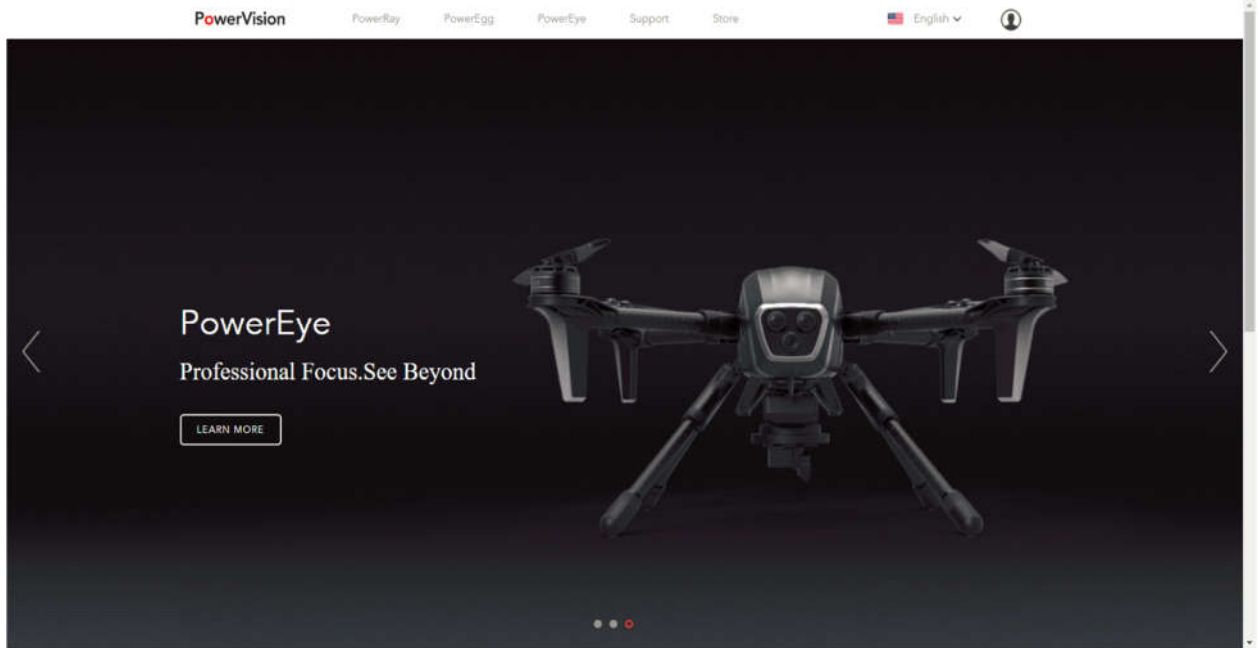 PowerVision PowerRay PowerEgg PowerEye Support Store English
PowerEye
Professional Focus.See Beyond
LEARN MORE